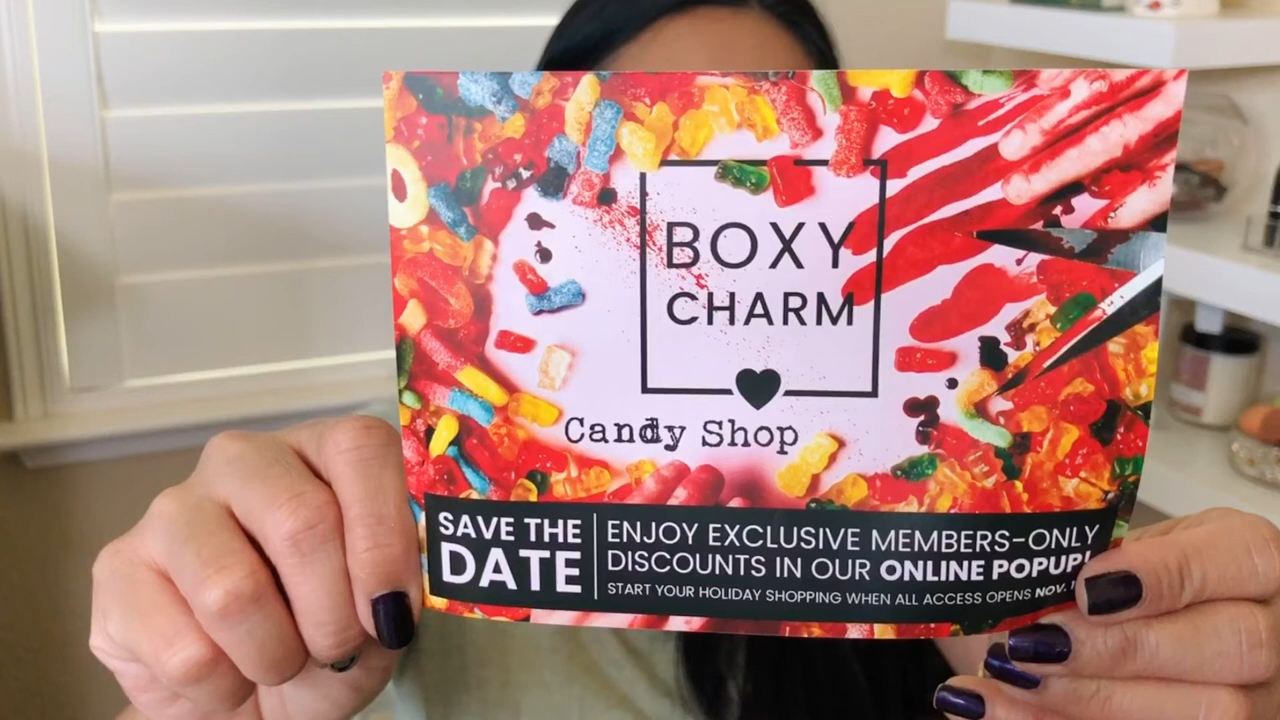 BOXY
CHARM
Candy Shop
SAVE THE
DATE
ENJOY EXCLUSIVE MEMBERS-ONLY
DISCOUNTS IN OUR ONLINE POPUP!
START YOUR HOLIDAY SHOPPING WHEN ALL ACCESS OPENS NOV.